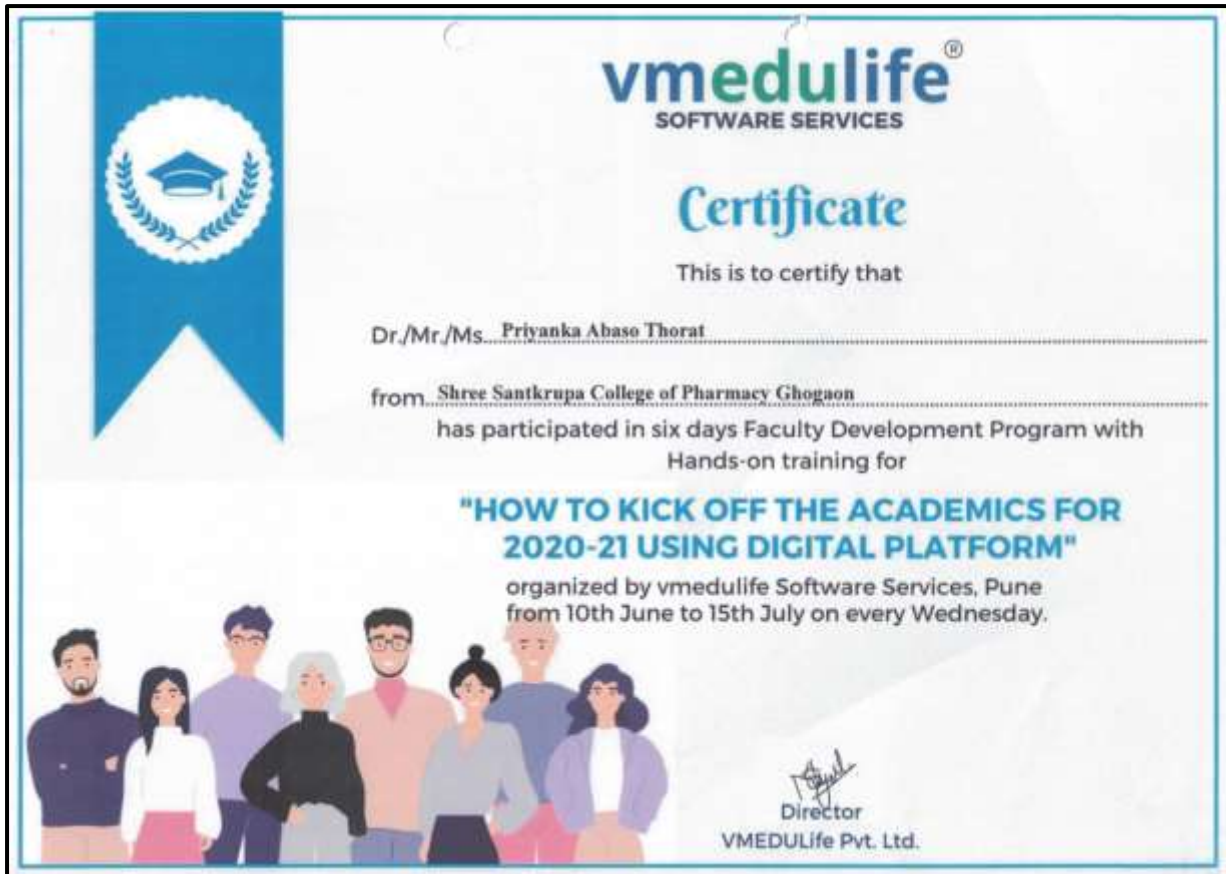 vmedulife®
SOFTWARE SERVICES
Certificate
This is to certify that
Dr./Mr./Ms. Priyanka Abaso Thorat
from Shree Santkrupa College of Pharmacy Ghogaon
has participated in six days Faculty Development Program with
Hands-on training for
"HOW TO KICK OFF THE ACADEMICS FOR
2020-21 USING DIGITAL PLATFORM"
organized by vmedulife Software Services, Pune
from 10th June to 15th July on every Wednesday.
Director
VMEDULife Pvt. Ltd.